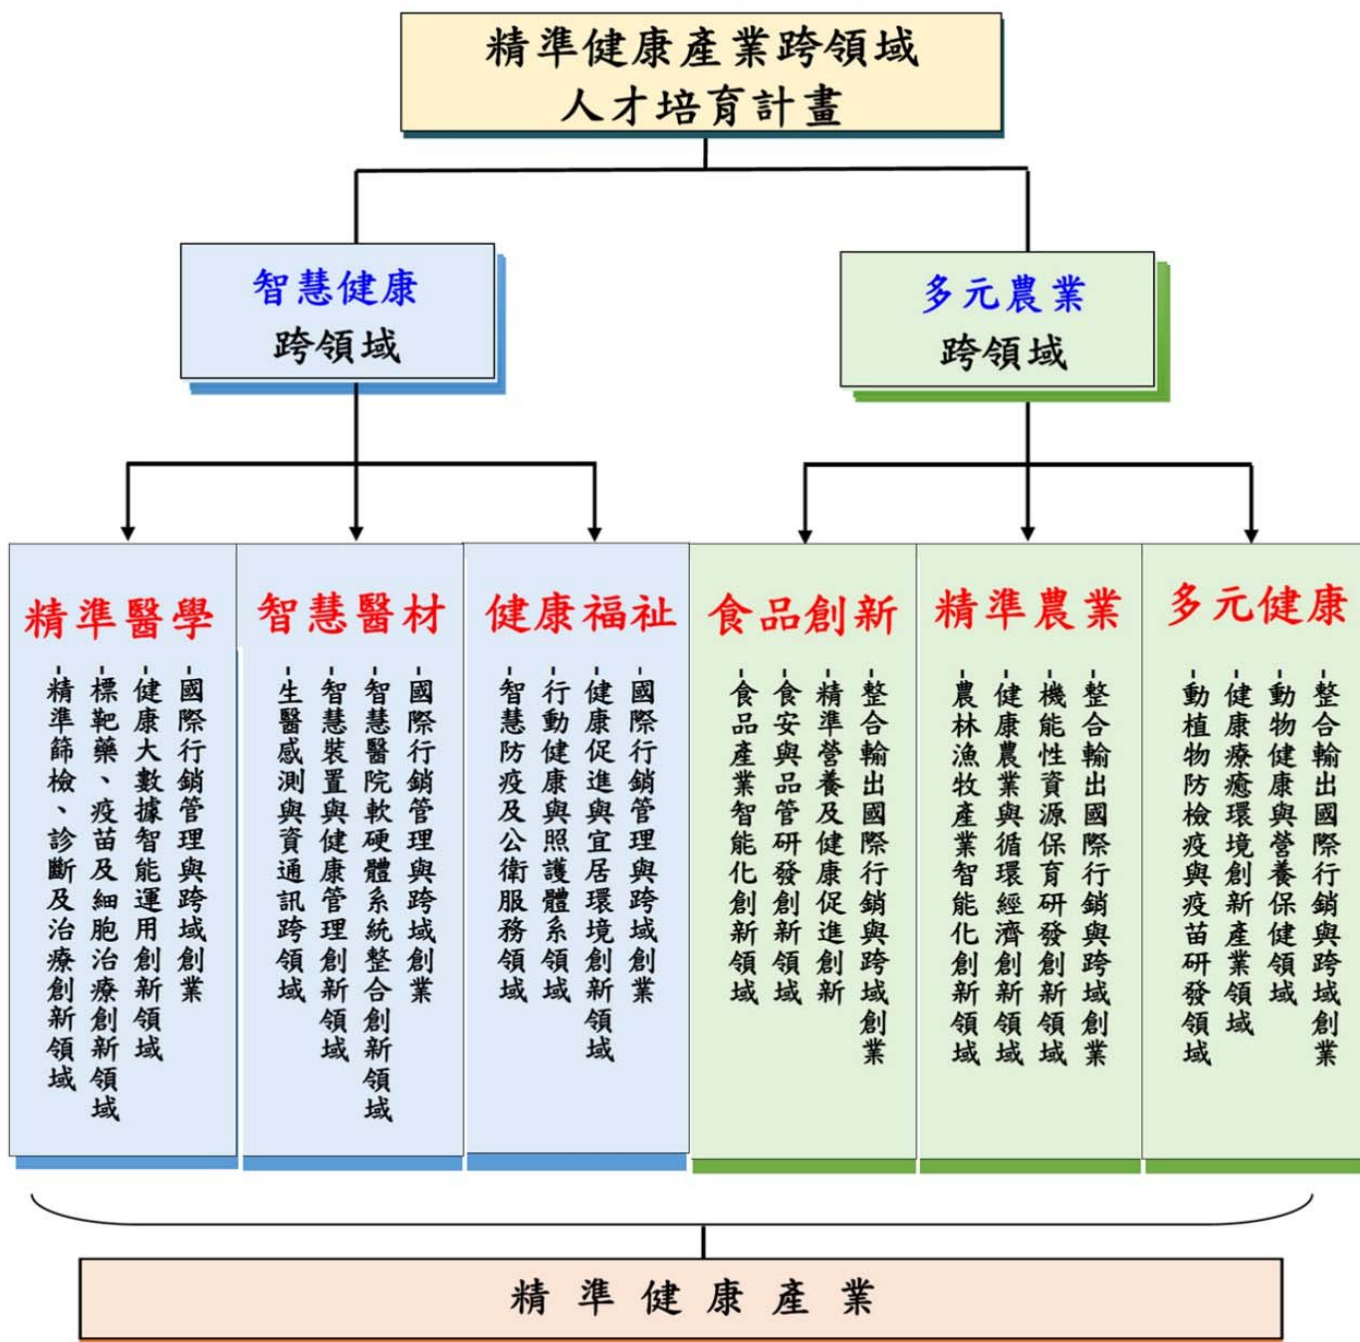 精準健康產業跨領域
人才培育計畫
智慧健康
跨領域
多元農業
跨領域
精準醫學
-精準篩檢、診斷及治療創新領域
-標靶藥、疫苗及細胞治療創新領域
-健康大數據智能運用創新領域
-國際行銷管理與跨域創業
智慧醫材
-生醫感測與資通訊跨領域
-智慧裝置與健康管理創新領域
-智慧醫院軟硬體系統整合創新領域
-國際行銷管理與跨域創業
健康福祉
-智慧防疫及公衛服務領域
-行動健康與照護體系領域
-健康促進與宜居環境創新領域
-國際行銷管理與跨域創業
食品創新
-食品產業智能化創新領域
-食安與品管研發創新領域
-精準營養及健康促進創新
-整合輸出國際行銷與跨域創業
精準農業
-農林漁牧產業智能化創新領域
-健康農業與循環經濟創新領域
-機能性資源保育研發創新領域
-整合輸出國際行銷與跨域創業
多元健康
-動植物防檢疫與疫苗研發領域
-健康療癒環境創新產業領域
-動物健康與營養保健領域
-整合輸出國際行銷與跨域創業
精準健康產業